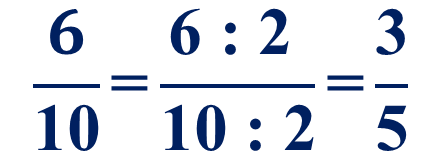 6/10 = 6 : 2/10 : 2 = 3/5